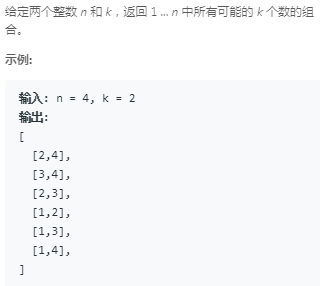 给定两个整数 n 和 k，返回 1 ... n 中所有可能的 k 个数的组
合。
示例:
输入: n = 4, k = 2
输出:
[
[2,4],
[3,4],
[2,3],
[1,2],
[1,3],
[1,4],
]